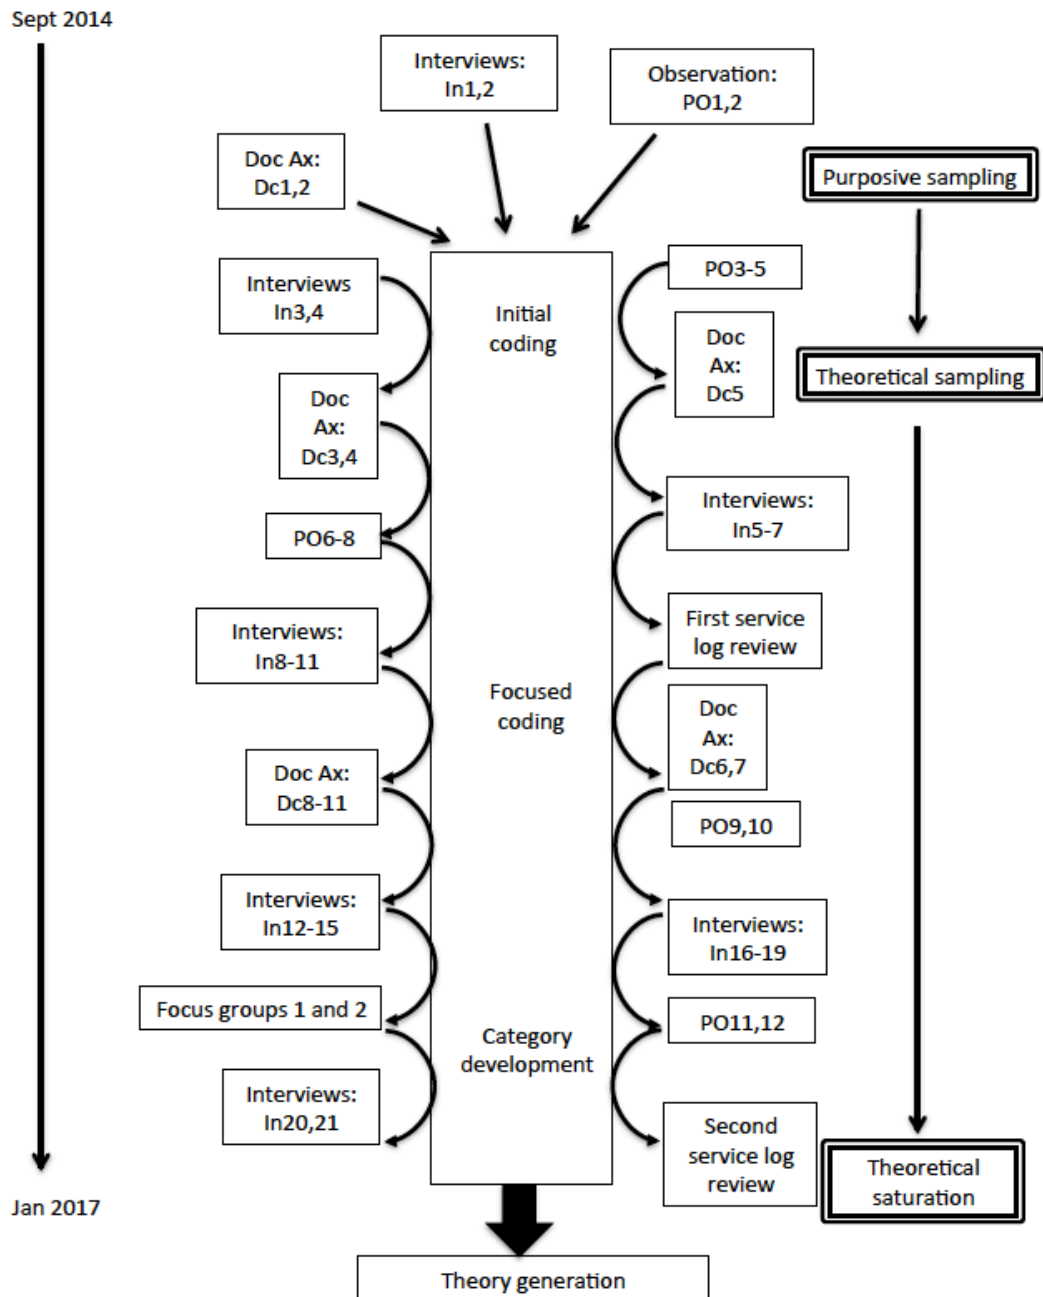 Sept 2014
Interviews:
In1,2
Observation:
PO1,2
Doc Ax:
Dc1,2
Purposive sampling
Interviews
In3,4
Initial
coding
PO3-5
Doc
Ax:
Dc5
Theoretical sampling
Doc
Ax:
Dc3,4
Interviews:
In5-7
PO6-8
Interviews:
In8-11
First service
log review
Focused
coding
Doc
Ax:
Dc6,7
Doc Ax:
Dc8-11
PO9,10
Interviews:
In12-15
Interviews:
In16-19
Focus groups 1 and 2
PO11,12
Category
development
Interviews:
In20,21
Second
service log
review
Theoretical
saturation
Jan 2017
Theory generation